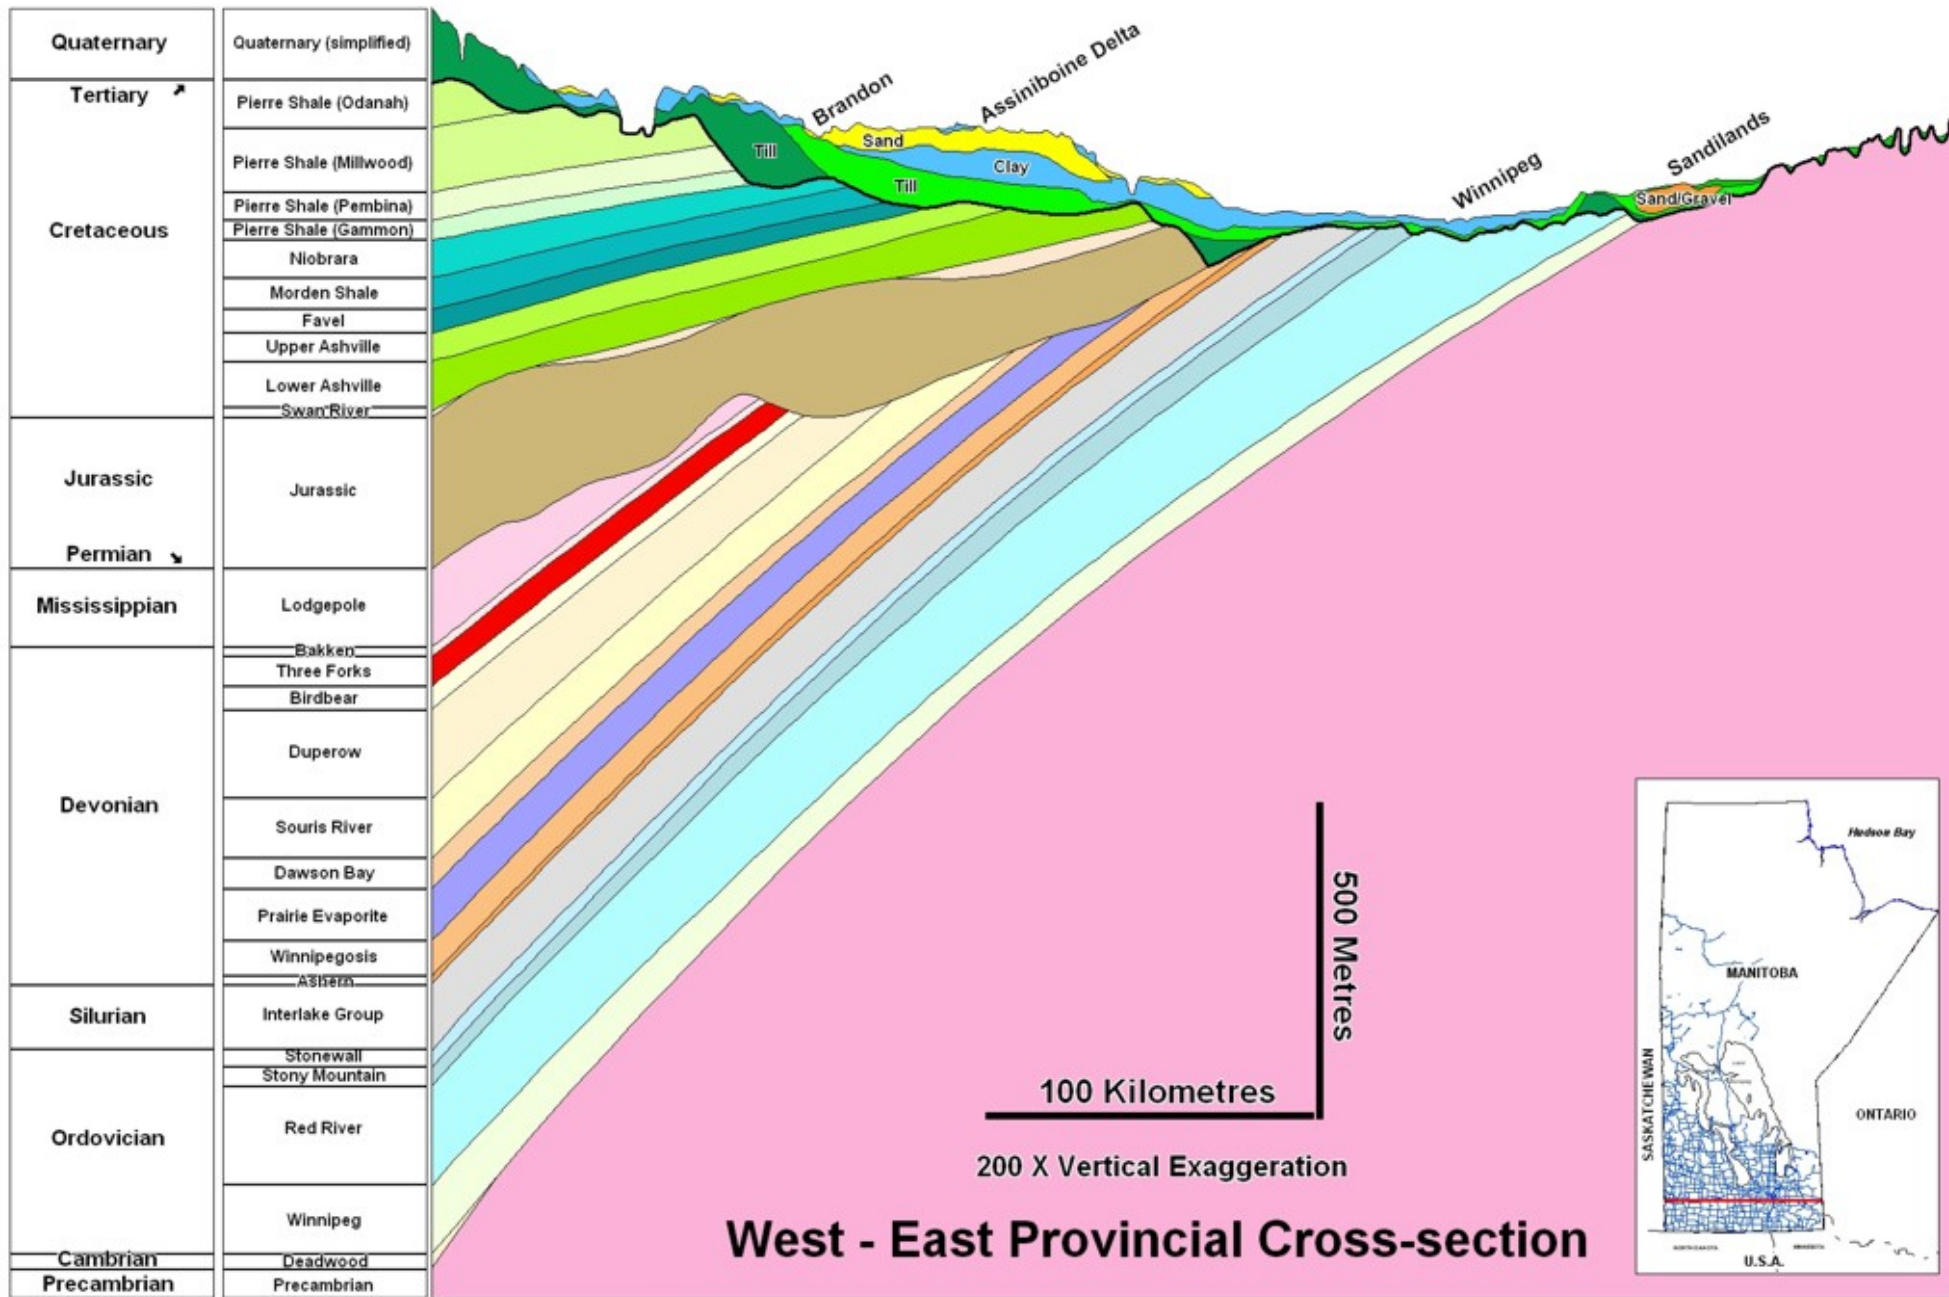 Quaternary
Tertiary
Cretaceous
Jurassic
Permian
Mississippian
Devonian
Silurian
Ordovician
Cambrian
Precambrian
Quaternary (simplified)
Pierre Shale (Odanah)
Pierre Shale (Millwood)
Pierre Shale (Pembina)
Pierre Shale (Gammon)
Niobrara
Morden Shale
Favel
Upper Ashville
Lower Ashville
Swan River
Jurassic
Lodgepole
Bakken
Three Forks
Birdbear
Duperow
Souris River
Dawson Bay
Prairie Evaporite
Winnipegosis
Ashern
Interlake Group
Stonewall
Stony Mountain
Red River
Winnipeg
Deadwood
Precambrian
Brandon
Assiniboine Delta
Winnipeg
Sandilands
Till
Sand
Clay
Till
Sand/Gravel
500 Metres
100 Kilometres
200 X Vertical Exaggeration
West - East Provincial Cross-section
Hudson Bay
MANITOBA
SASKATCHEWAN
ONTARIO
NORTH DAKOTA
MINNESOTA
U.S.A.